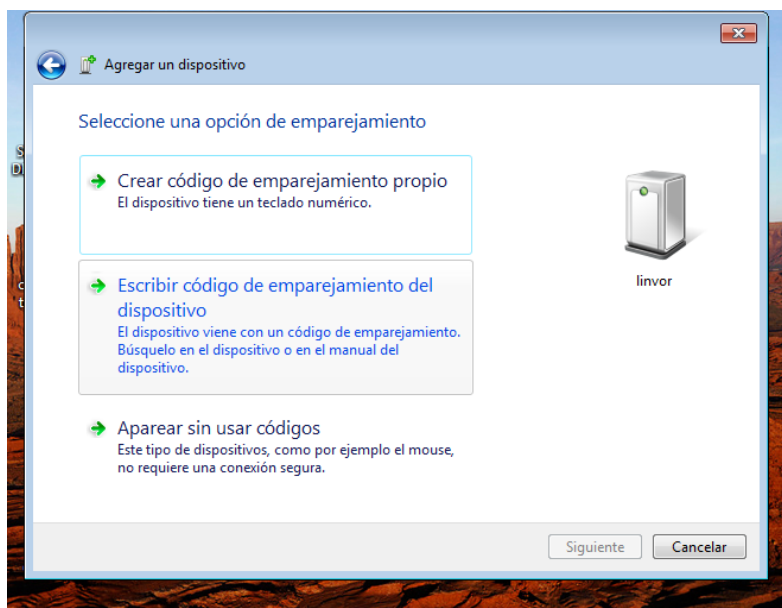 Agregar un dispositivo
Seleccione una opción de emparejamiento
Crear código de emparejamiento propio
El dispositivo tiene un teclado numérico.
Escribir código de emparejamiento del
dispositivo
El dispositivo viene con un código de emparejamiento.
Búsquelo en el dispositivo o en el manual del
dispositivo.
Aparear sin usar códigos
Este tipo de dispositivos, como por ejemplo el mouse,
no requiere una conexión segura.
linvor
Siguiente
Cancelar